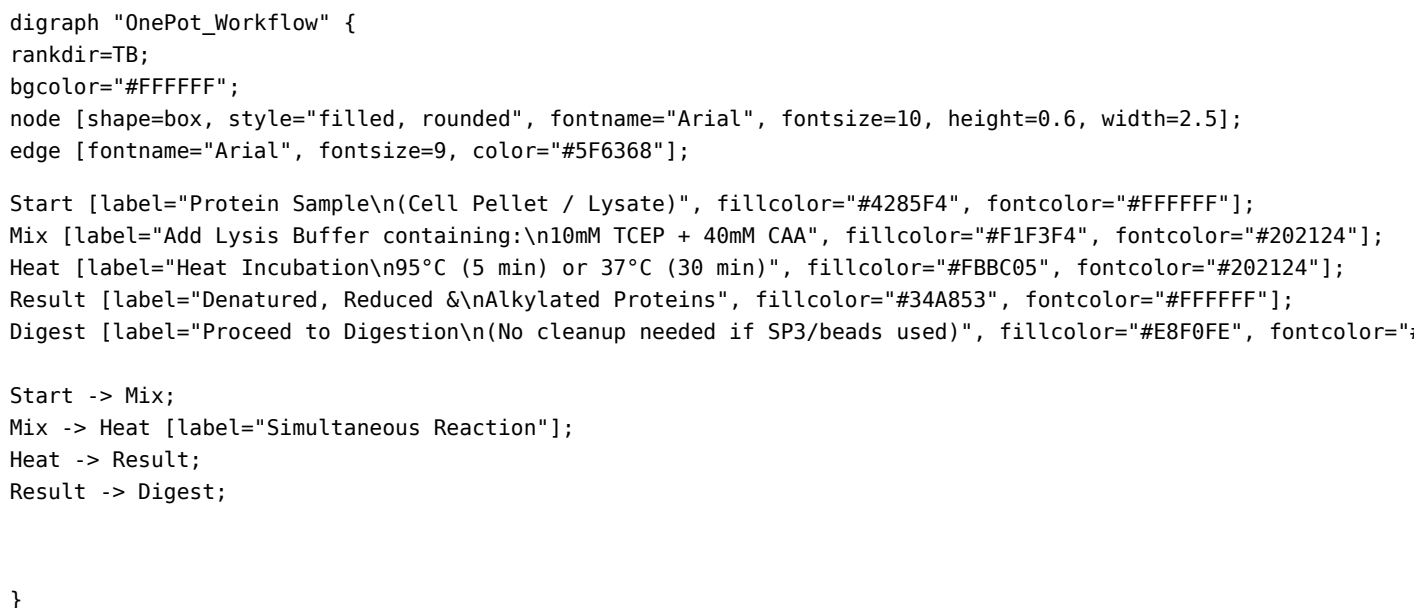 digraph "OnePot_Workflow" {
rankdir=TB;
bgcolor="#FFFFFF";
node [shape=box, style="filled, rounded", fontname="Arial", fontsize=10, height=0.6, width=2.5];
edge [fontname="Arial", fontsize=9, color="#5F6368"];
Start [label="Protein Sample\n(Cell Pellet / Lysate)", fillcolor="#4285F4", fontcolor="#FFFFFF"];
Mix [label="Add Lysis Buffer containing:\n10mM TCEP + 40mM CAA", fillcolor="#F1F3F4", fontcolor="#202124"];
Heat [label="Heat Incubation\n95°C (5 min) or 37°C (30 min)", fillcolor="#FBBC05", fontcolor="#202124"];
Result [label="Denatured, Reduced &\nAlkylated Proteins", fillcolor="#34A853", fontcolor="#FFFFFF"];
Digest [label="Proceed to Digestion\n(No cleanup needed if SP3/beads used)", fillcolor="#E8F0FE", fontcolor="
Start -> Mix;
Mix -> Heat [label="Simultaneous Reaction"];
Heat -> Result;
Result -> Digest;
}